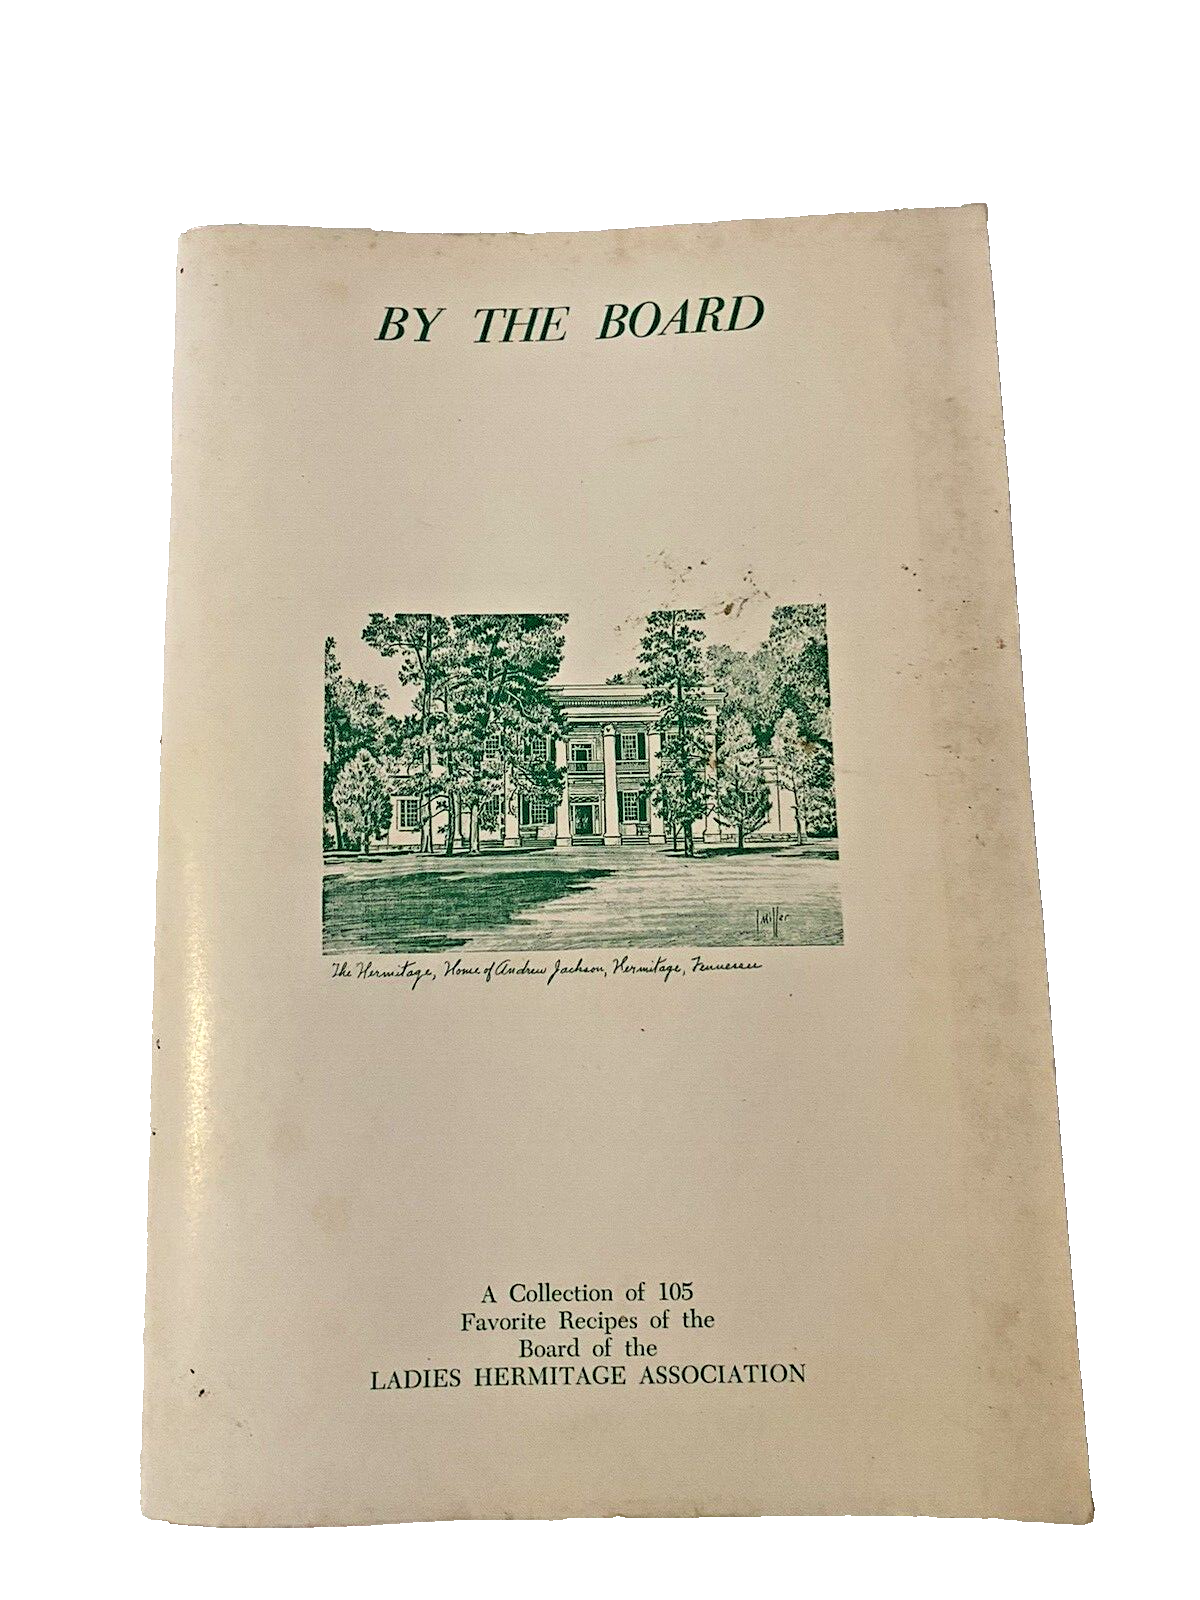 BY THE BOARD
Miller
The Hermitage, Home of Andrew Jackson, Hermitage, Tennessee
A Collection of 105
Favorite Recipes of the
Board of the
LADIES HERMITAGE ASSOCIATION